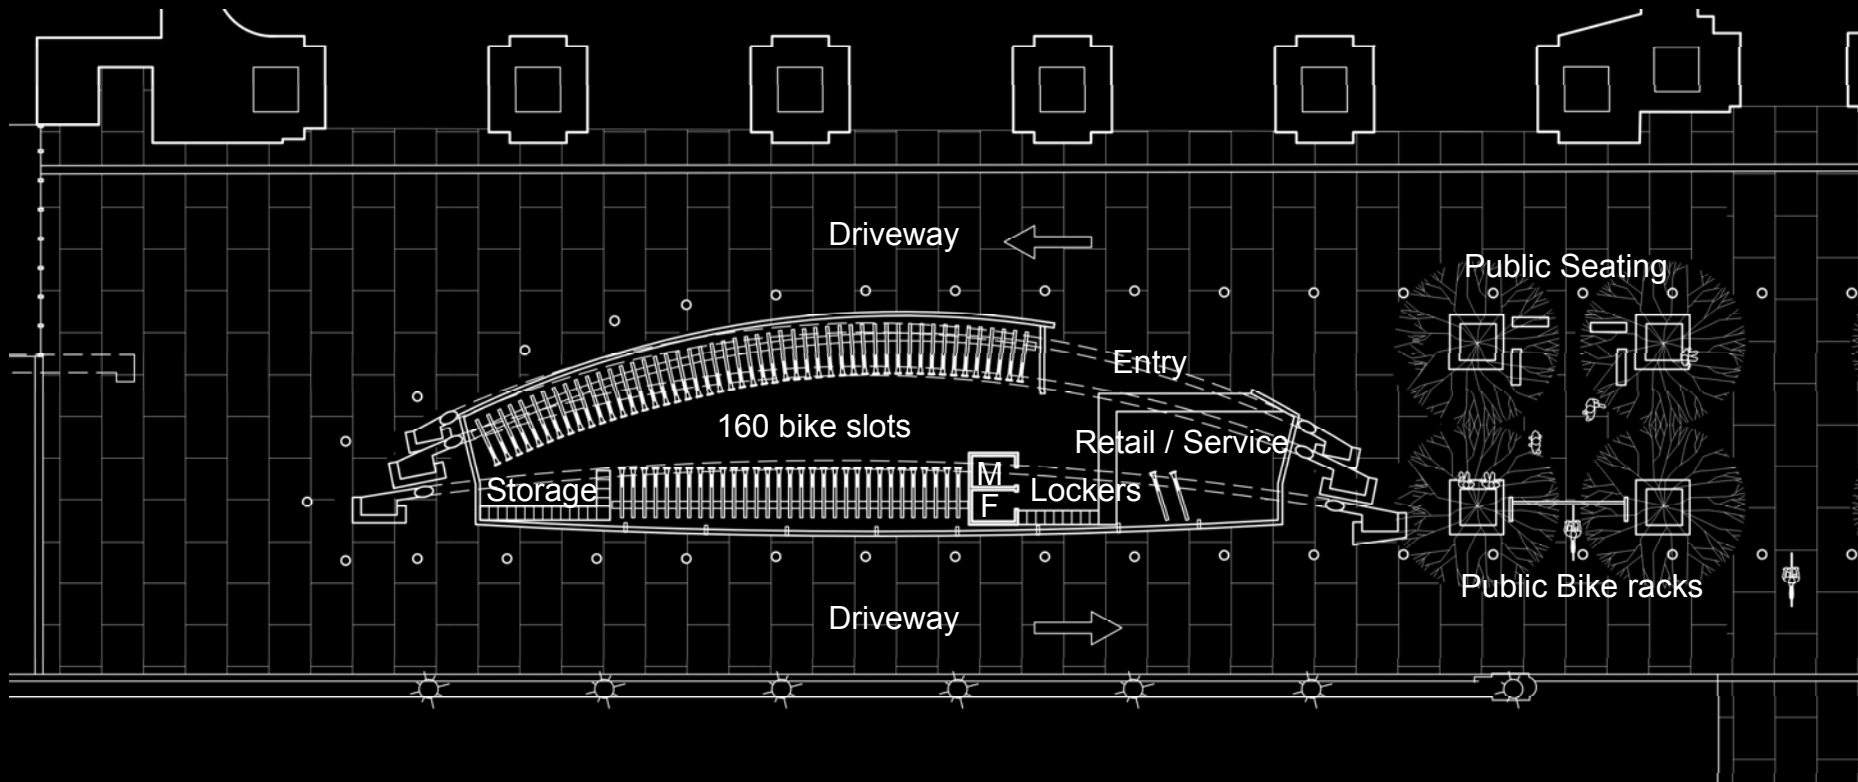 Driveway
Public Seating
Entry
160 bike slots
Retail / Service
M
Storage
Lockers
F
Public Bike racks
Driveway